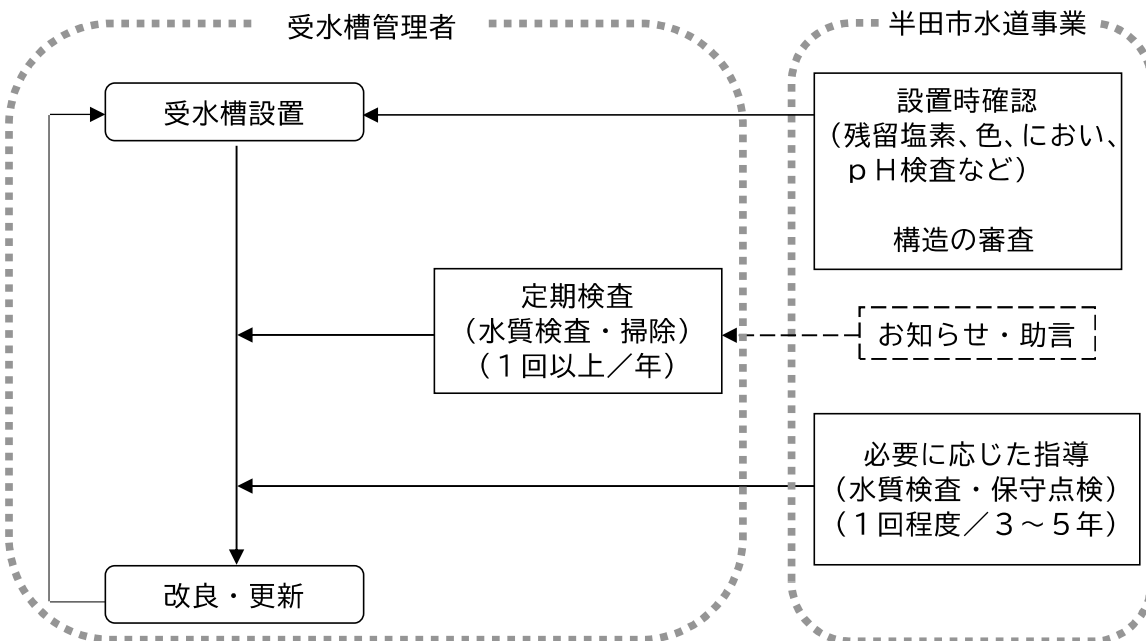 受水槽管理者
半田市水道事業
受水槽設置
設置時確認
（残留塩素、色、におい、
ｐＨ検査など）
構造の審査
定期検査
（水質検査・掃除）
（１回以上／年）
お知らせ・助言
必要に応じた指導
（水質検査・保守点検）
（１回程度／３～５年）
改良・更新